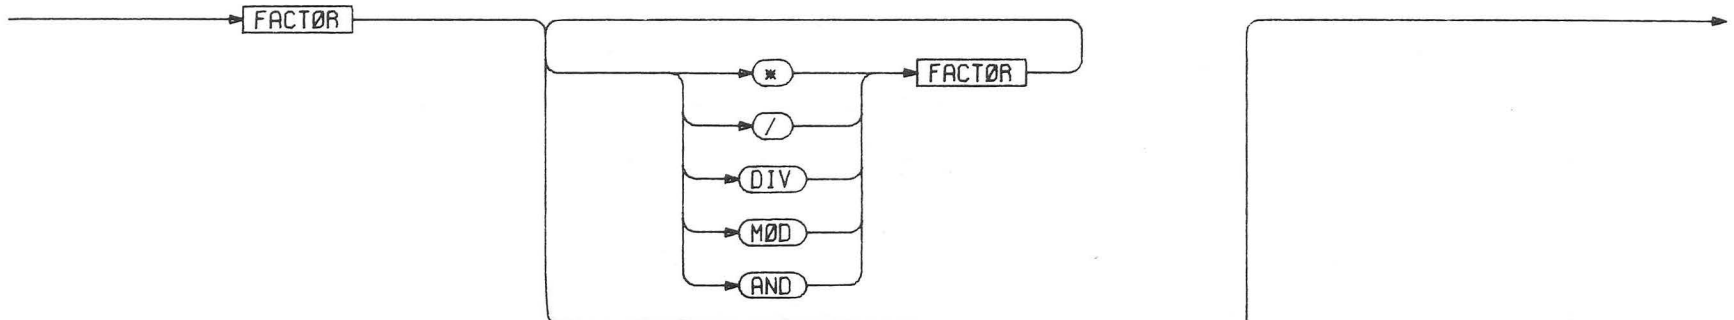 FACTØR
*
FACTØR
/
DIV
MØD
AND